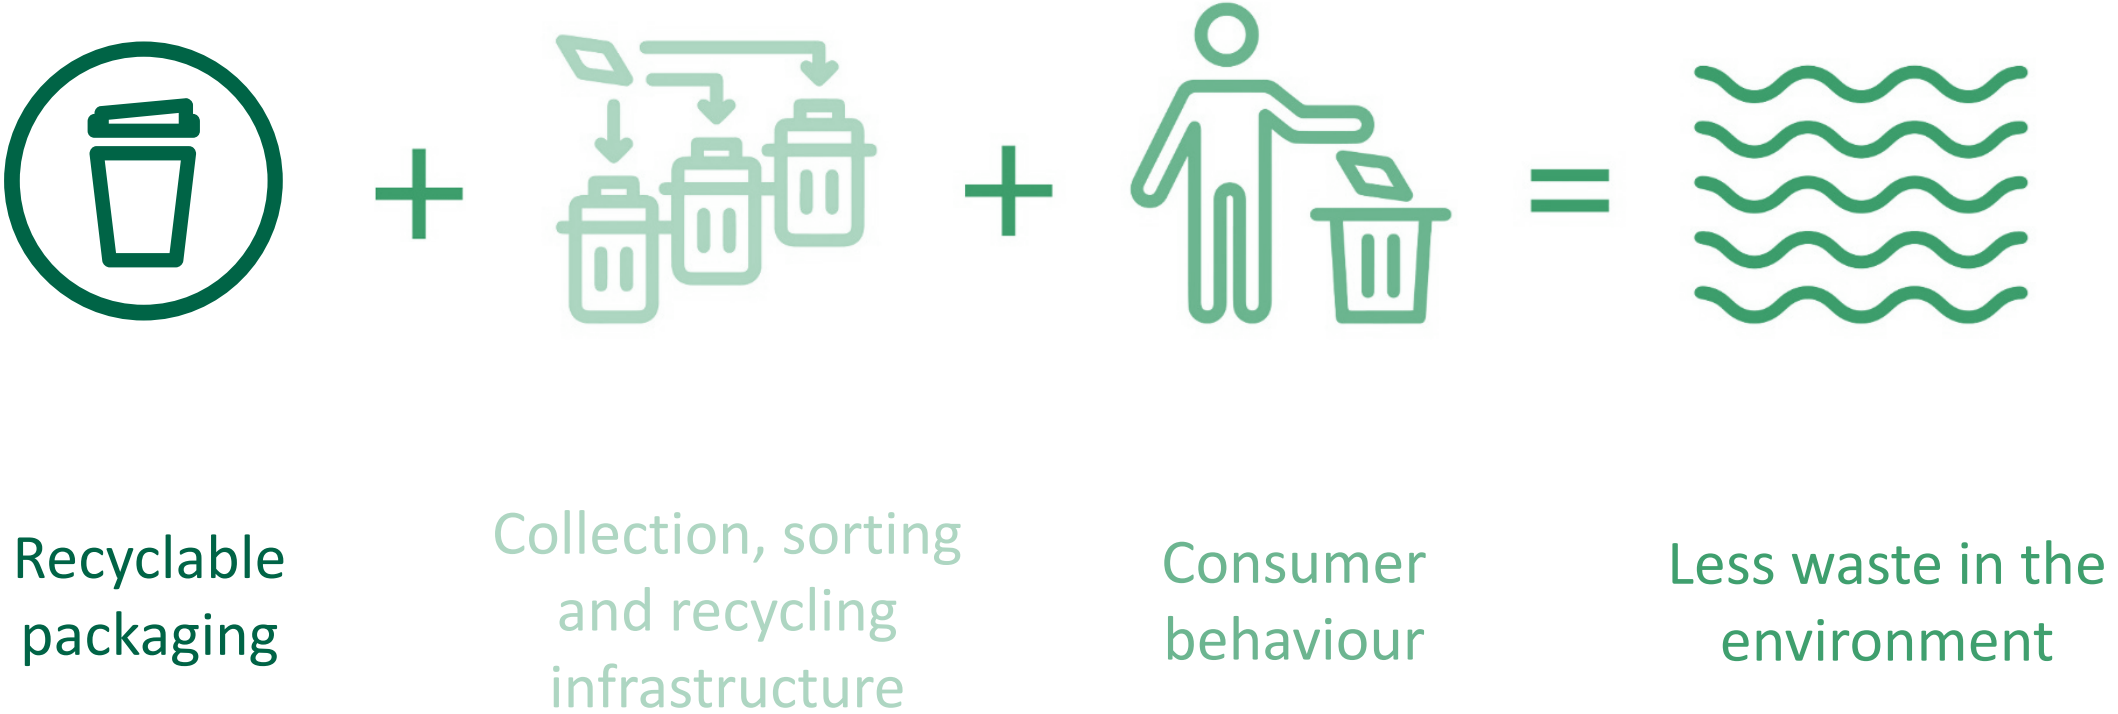 Recyclable
packaging
Collection, sorting
and recycling
infrastructure
Consumer
behaviour
Less waste in the
environment